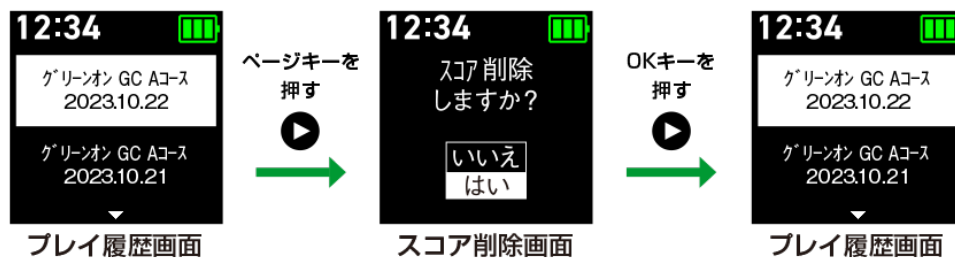 12:34
グリーンオン GC Aコース
2023.10.22
グリーンオン GC Aコース
2023.10.21
プレイ履歴画面
ページキーを
押す
12:34
スコア削除
しますか?
いいえ
はい
スコア削除画面
OKキーを
押す
12:34
グリーンオン GC Aコース
2023.10.22
グリーンオン GC Aコース
2023.10.21
プレイ履歴画面